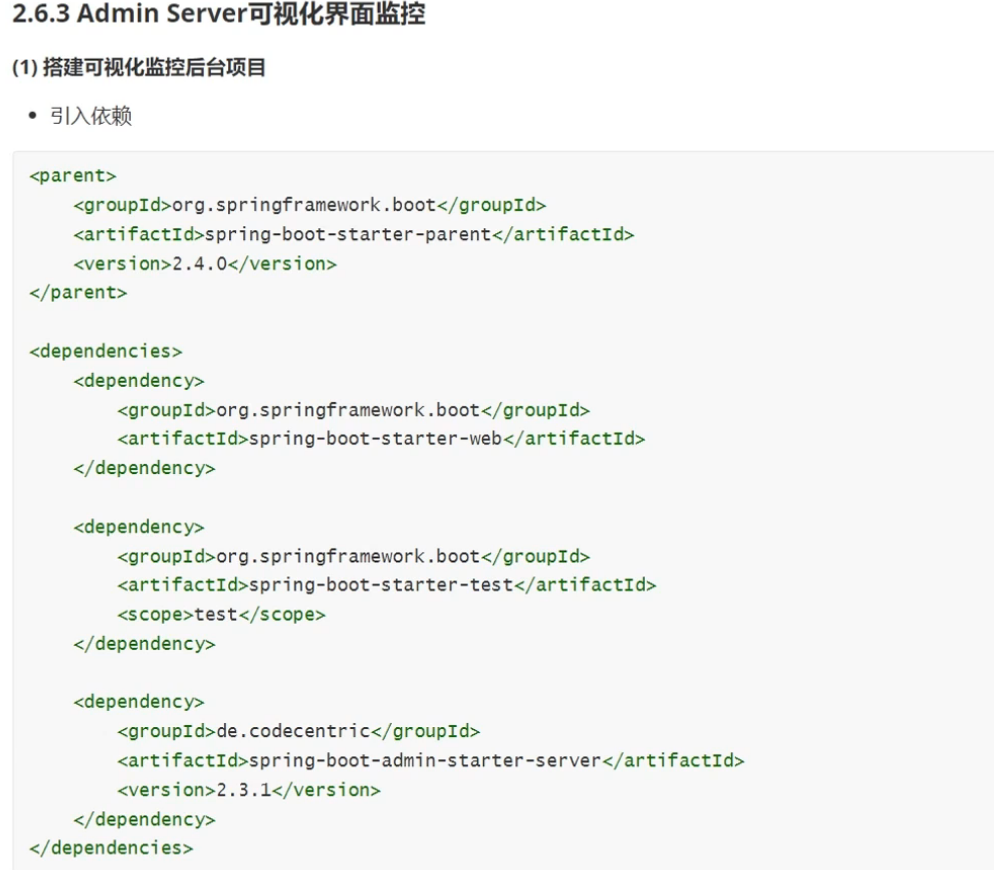 2.6.3 Admin Server可视化界面监控
(1) 搭建可视化监控后台项目
• 引入依赖
<parent>
    <groupId>org.springframework.boot</groupId>
    <artifactId>spring-boot-starter-parent</artifactId>
    <version>2.4.0</version>
</parent>

<dependencies>
    <dependency>
        <groupId>org.springframework.boot</groupId>
        <artifactId>spring-boot-starter-web</artifactId>
    </dependency>

    <dependency>
        <groupId>org.springframework.boot</groupId>
        <artifactId>spring-boot-starter-test</artifactId>
        <scope>test</scope>
    </dependency>

    <dependency>
        <groupId>de.codecentric</groupId>
        <artifactId>spring-boot-admin-starter-server</artifactId>
        <version>2.3.1</version>
    </dependency>
</dependencies>